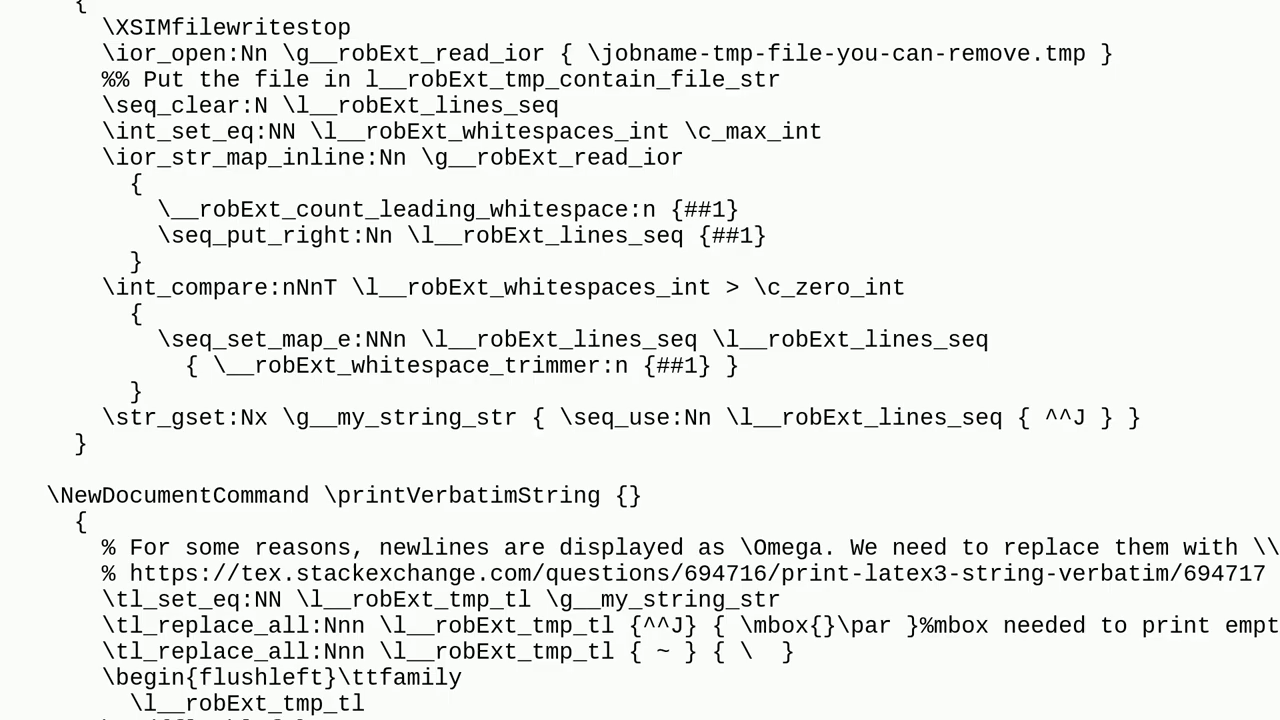 {
\XSIMfilewritestop
\ior_open:Nn \g__robExt_read_ior { \jobname-tmp-file-you-can-remove.tmp }
%% Put the file in l__robExt_tmp_contain_file_str
\seq_clear:N \l__robExt_lines_seq
\int_set_eq:NN \l__robExt_whitespaces_int \c_max_int
\ior_str_map_inline:Nn \g__robExt_read_ior
{
\__robExt_count_leading_whitespace:n {##1}
\seq_put_right:Nn \l__robExt_lines_seq {##1}
}
\int_compare:nNnT \l__robExt_whitespaces_int > \c_zero_int
{
\seq_set_map_e:NNn \l__robExt_lines_seq \l__robExt_lines_seq
{ \__robExt_whitespace_trimmer:n {##1} }
}
\str_gset:Nx \g__my_string_str { \seq_use:Nn \l__robExt_lines_seq { ^^J } }
}
\NewDocumentCommand \printVerbatimString {}
{
% For some reasons, newlines are displayed as \Omega. We need to replace them with \\
% https://tex.stackexchange.com/questions/694716/print-latex3-string-verbatim/694717
\tl_set_eq:NN \l__robExt_tmp_tl \g__my_string_str
\tl_replace_all:Nnn \l__robExt_tmp_tl {^^J} { \mbox{}\par }%mbox needed to print empt
\tl_replace_all:Nnn \l__robExt_tmp_tl { ~ } { \  }
\begin{flushleft}\ttfamily
\l__robExt_tmp_tl